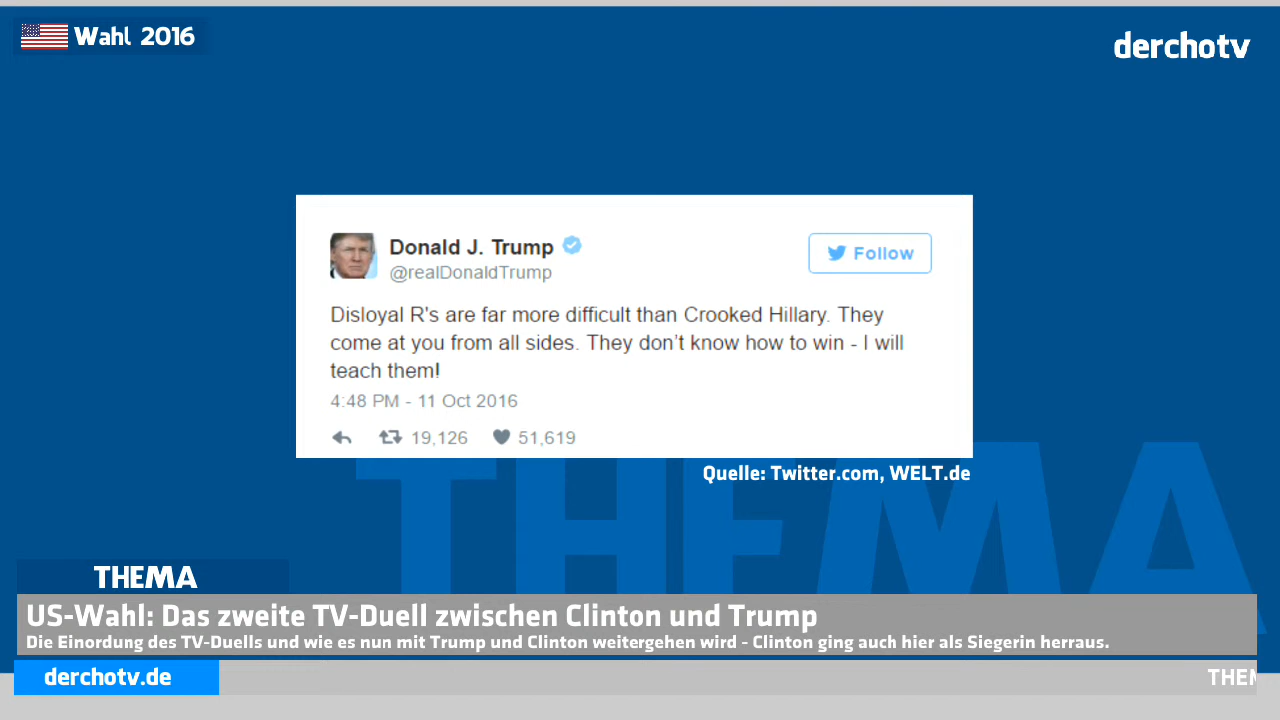 Wahl 2016
derchotv
Donald J. Trump
Follow
@realDonaldTrump
Disloyal R's are far more difficult than Crooked Hillary. They
come at you from all sides. They don’t know how to win - I will
teach them!
4:48 PM - 11 Oct 2016
19,126 51,619
Quelle: Twitter.com, WELT.de
THEMA
THEMA
US-Wahl: Das zweite TV-Duell zwischen Clinton und Trump
Die Einordung des TV-Duells und wie es nun mit Trump und Clinton weitergehen wird - Clinton ging auch hier als Siegerin herraus.
derchotv.de
THEM